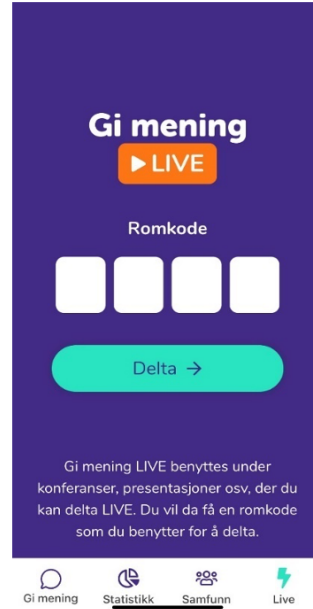 Gi mening
LIVE
Romkode
Delta →
Gi mening LIVE benyttes under
konferanser, presentasjoner osv, der du
kan delta LIVE. Du vil da få en romkode
som du benytter for å delta.
Gi mening Statistikk Samfunn Live